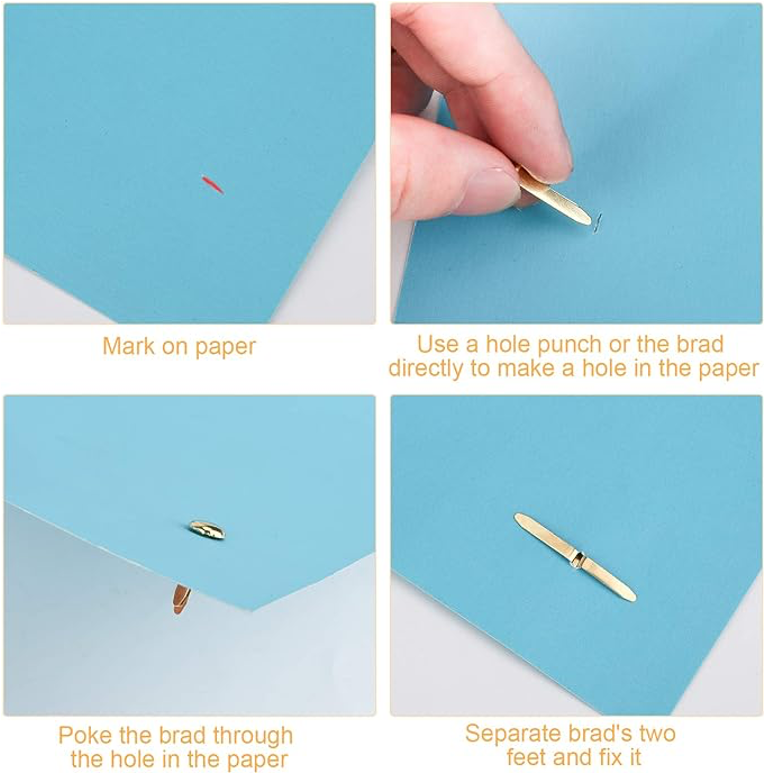 Mark on paper
Use a hole punch or the brad
directly to make a hole in the paper
Poke the brad through
the hole in the paper
Separate brad's two
feet and fix it